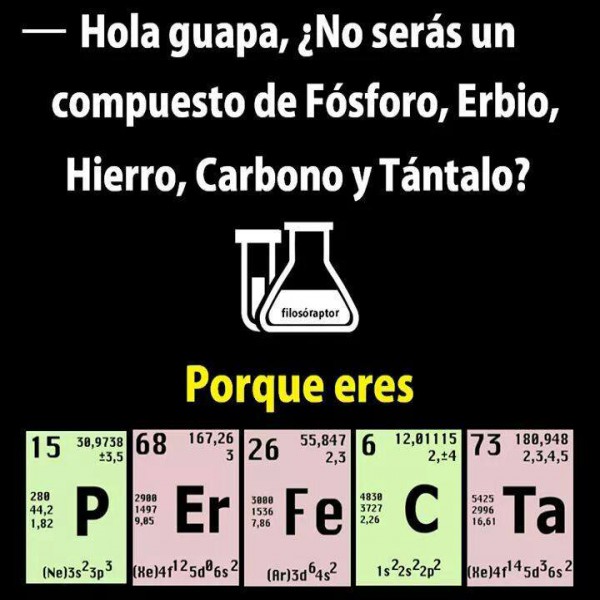 — Hola guapa, ¿No serás un
compuesto de Fósforo, Erbio,
Hierro, Carbono y Tántalo?
filosóraptor
Porque eres
15 30,9738
±3,5
280
44,2
1,82
P
(Ne)3s²3p³
68 167,26
3
2900
1497
9,05
Er
(Xe)4f¹²5d⁰6s²
26 55,847
2,3
3000
1536
7,86
Fe
(Ar)3d⁶4s²
6 12,01115
2,±4
4830
3727
2,26
C
1s²2s²2p²
73 180,948
2,3,4,5
5425
2996
16,61
Ta
(Xe)4f¹⁴5d³6s²